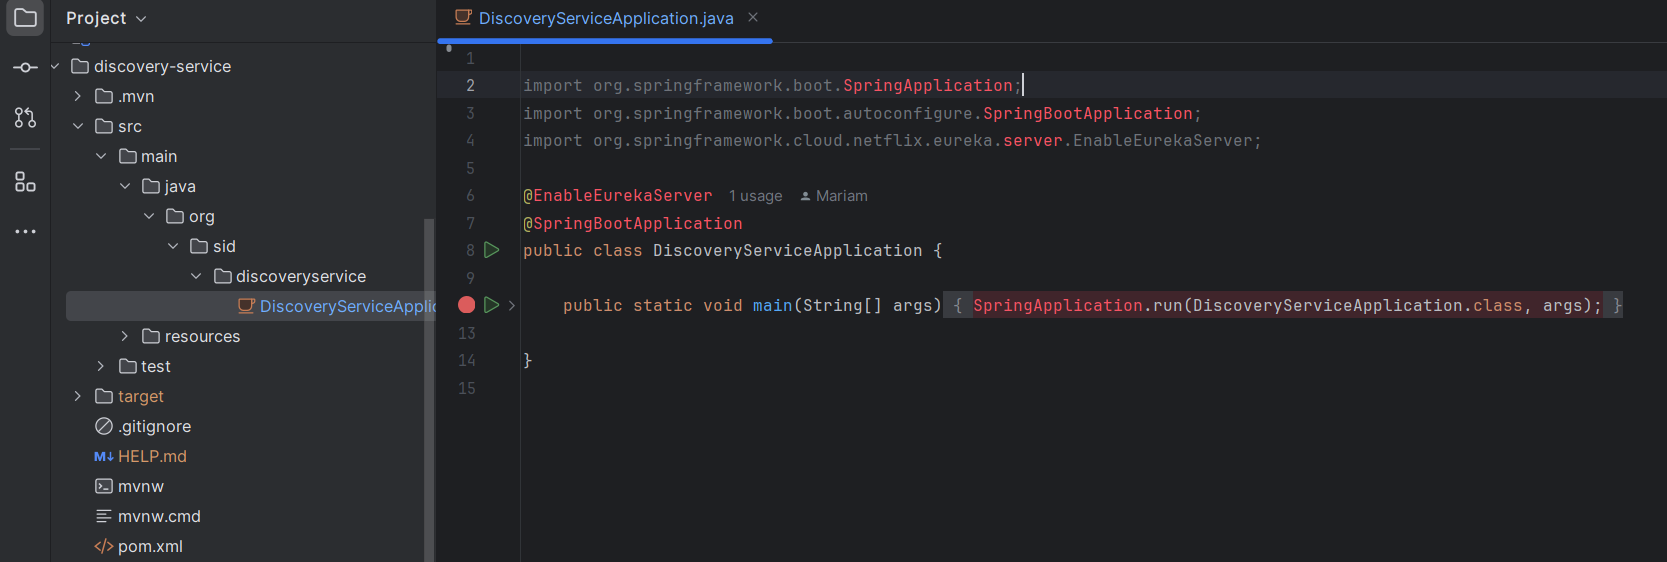 Project
discovery-service
.mvn
src
main
java
org
sid
discoveryservice
DiscoveryServiceApplic
resources
test
target
.gitignore
M↓ HELP.md
mvnw
mvnw.cmd
</> pom.xml
DiscoveryServiceApplication.java
1
2 import org.springframework.boot.SpringApplication;
3 import org.springframework.boot.autoconfigure.SpringBootApplication;
4 import org.springframework.cloud.netflix.eureka.server.EnableEurekaServer;
5
6 @EnableEurekaServer 1 usage Mariam
7 @SpringBootApplication
8 public class DiscoveryServiceApplication {
9
public static void main(String[] args) { SpringApplication.run(DiscoveryServiceApplication.class, args); }
13
14 }
15